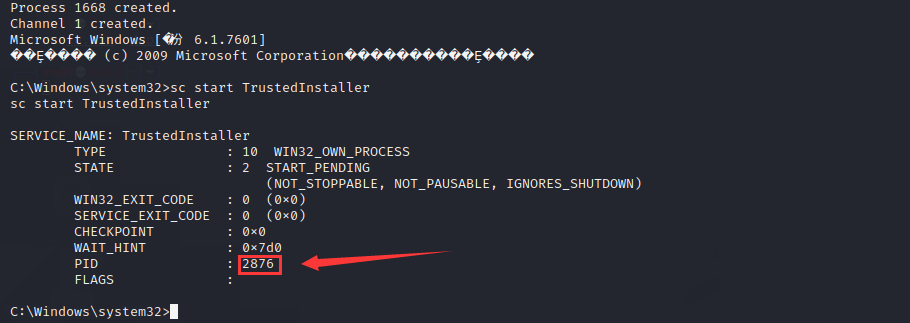 Process 1668 created.
Channel 1 created.
Microsoft Windows [�汾 6.1.7601]
��Ȩ���� (c) 2009 Microsoft Corporation����������Ȩ����
C:\Windows\system32>sc start TrustedInstaller
sc start TrustedInstaller
SERVICE_NAME: TrustedInstaller
TYPE : 10 WIN32_OWN_PROCESS
STATE : 2 START_PENDING
(NOT_STOPPABLE, NOT_PAUSABLE, IGNORES_SHUTDOWN)
WIN32_EXIT_CODE : 0 (0×0)
SERVICE_EXIT_CODE : 0 (0×0)
CHECKPOINT : 0×0
WAIT_HINT : 0×7d0
PID : 2876
FLAGS :
C:\Windows\system32>